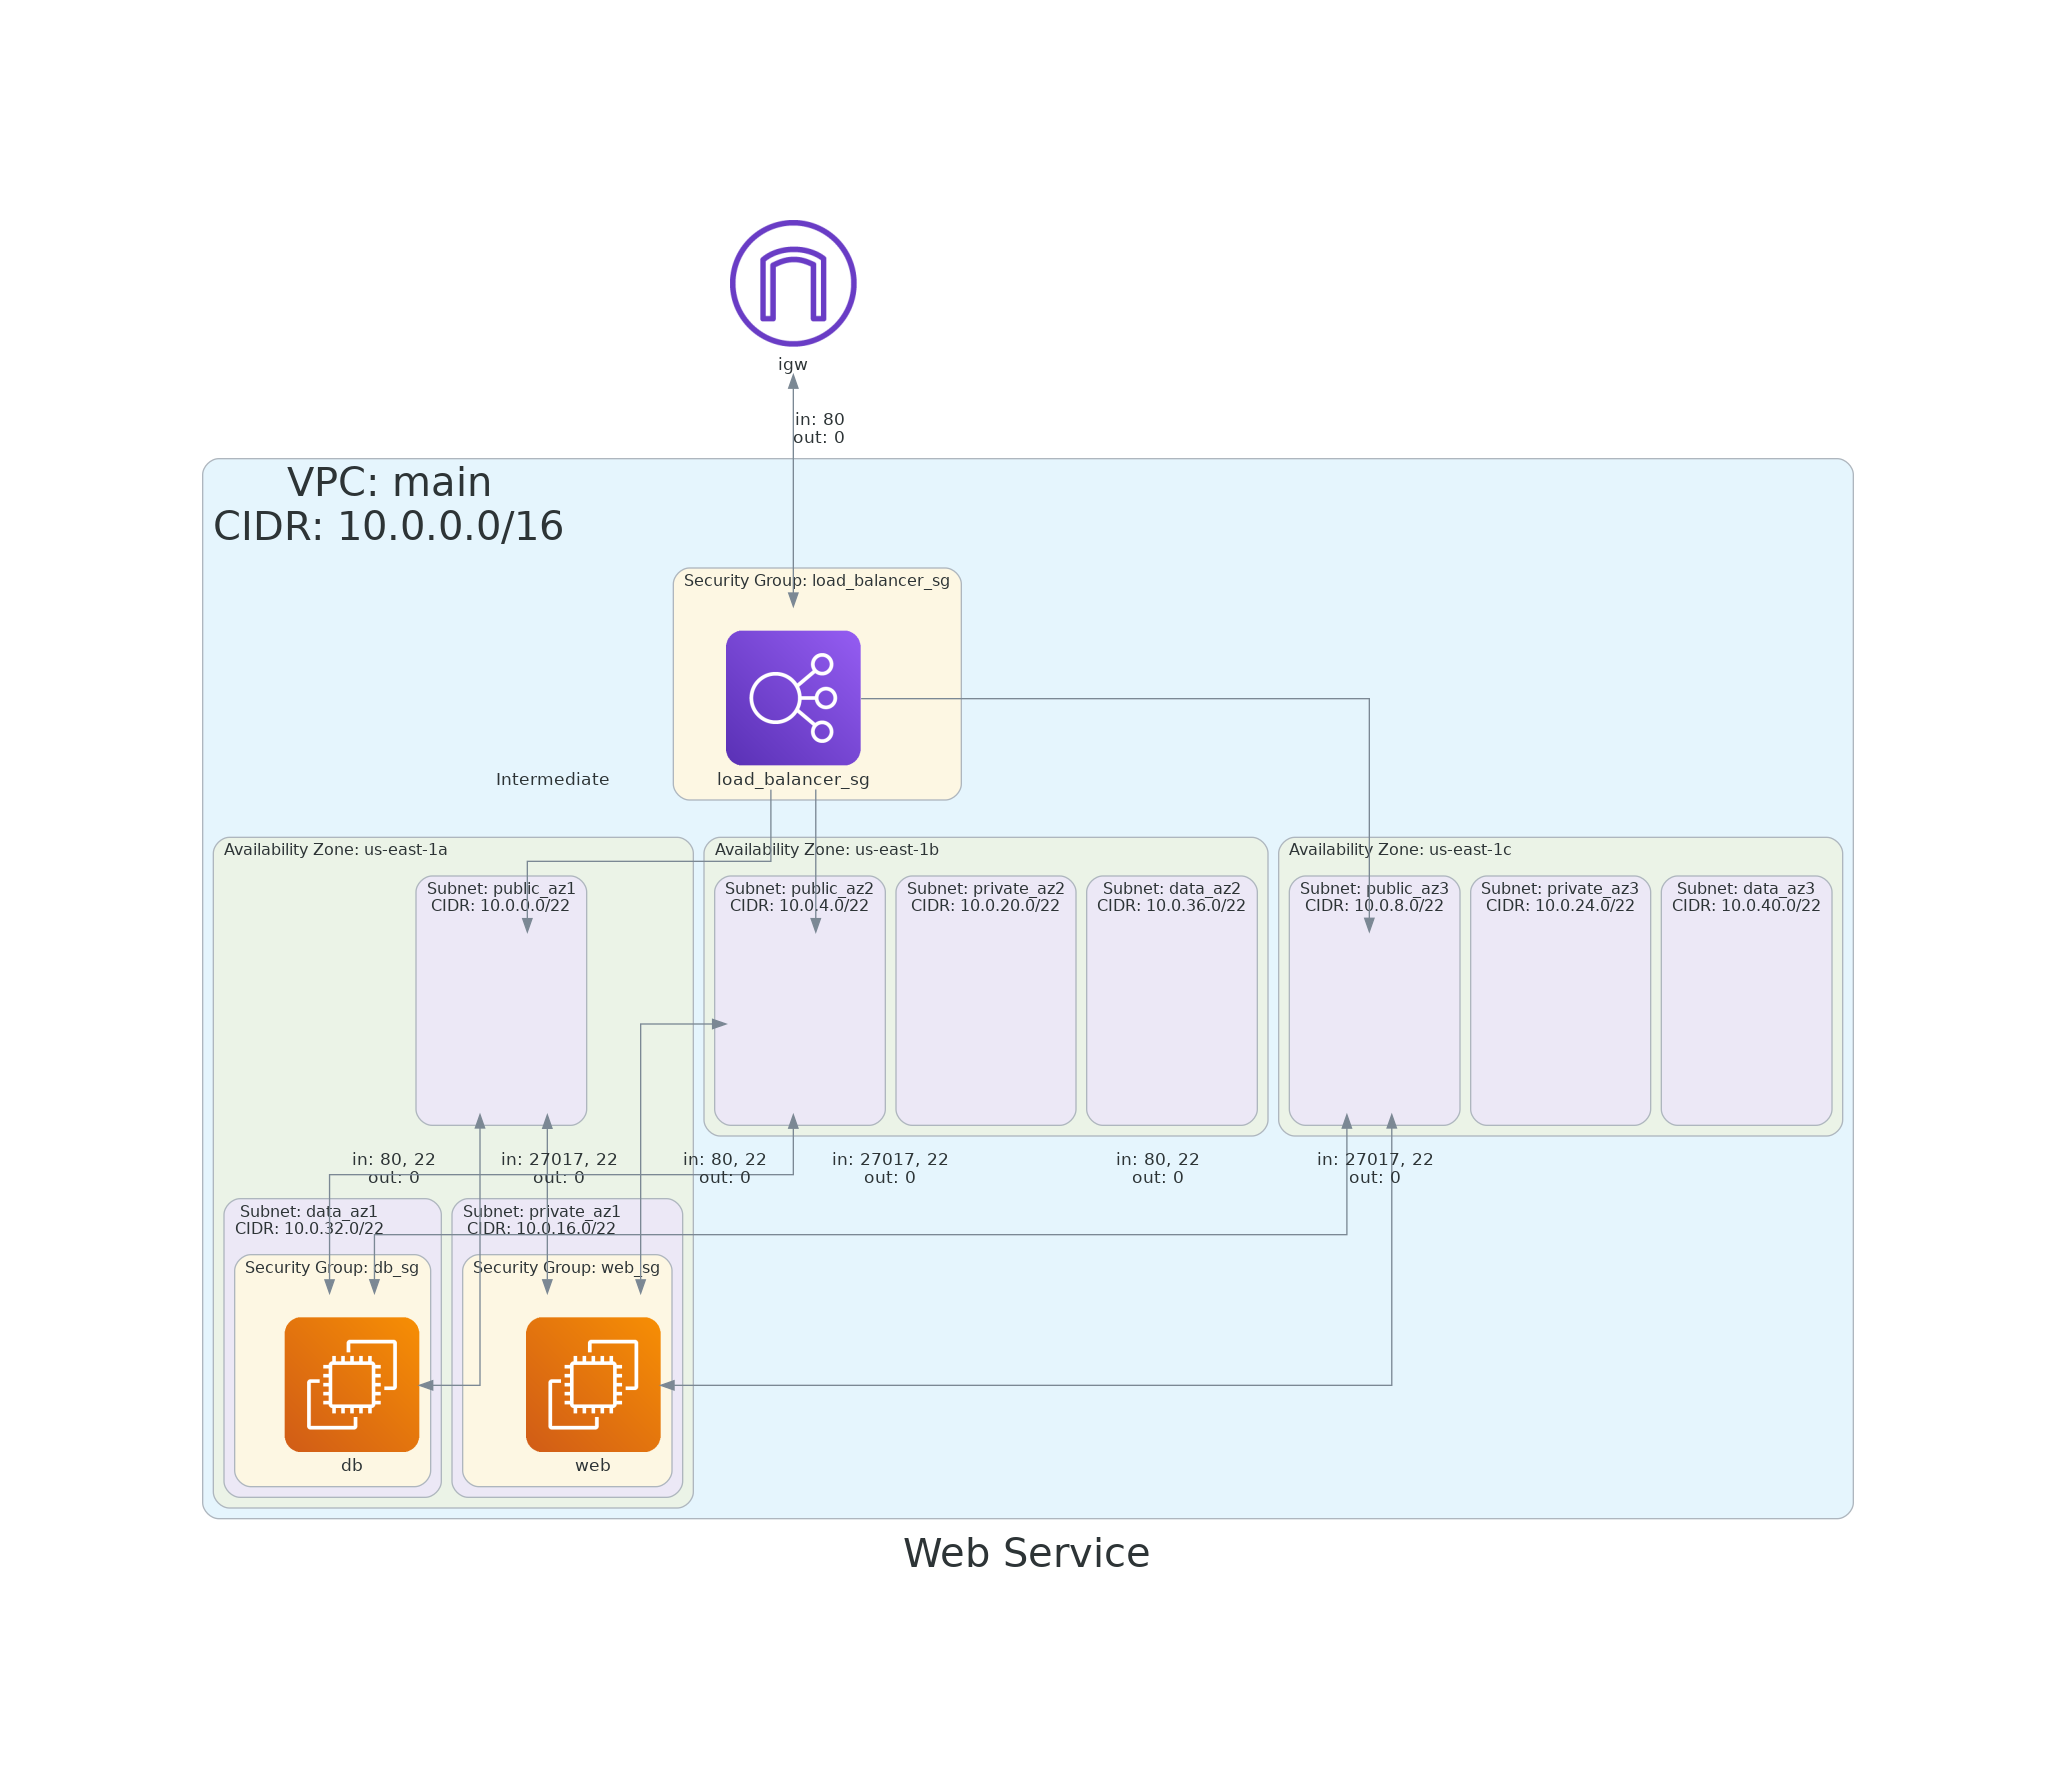 igw
in: 80
out: 0
VPC: main
CIDR: 10.0.0.0/16
Security Group: load_balancer_sg
Intermediate
load_balancer_sg
Availability Zone: us-east-1a
Subnet: public_az1
CIDR: 10.0.0.0/22
Availability Zone: us-east-1b
Subnet: public_az2
CIDR: 10.0.4.0/22
Subnet: private_az2
CIDR: 10.0.20.0/22
Subnet: data_az2
CIDR: 10.0.36.0/22
Availability Zone: us-east-1c
Subnet: public_az3
CIDR: 10.0.8.0/22
Subnet: private_az3
CIDR: 10.0.24.0/22
Subnet: data_az3
CIDR: 10.0.40.0/22
in: 80, 22
out: 0
in: 27017, 22
out: 0
in: 80, 22
out: 0
in: 27017, 22
out: 0
in: 80, 22
out: 0
in: 27017, 22
out: 0
Subnet: data_az1
CIDR: 10.0.32.0/22
Security Group: db_sg
db
Subnet: private_az1
CIDR: 10.0.16.0/22
Security Group: web_sg
web
Web Service